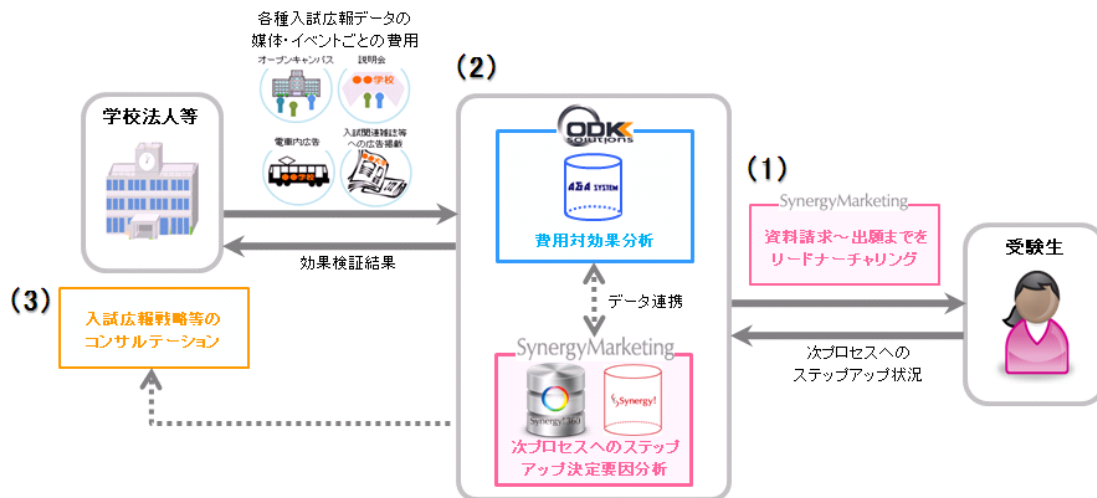 各種入試広報データの
媒体・イベントごとの費用
オープンキャンパス
説明会
●●学校
電車内広告
入試関連雑誌等
への広告掲載
●●学校
学校法人等
効果検証結果
(3)
入試広報戦略等の
コンサルテーション
(2)
ODK
solutions
A&A SYSTEM
費用対効果分析
データ連携
SynergyMarketing
Synergy!360
Synergy!
次プロセスへのステップ
アップ決定要因分析
(1)
SynergyMarketing
資料請求～出願までを
リードナーチャリング
次プロセスへの
ステップアップ状況
受験生